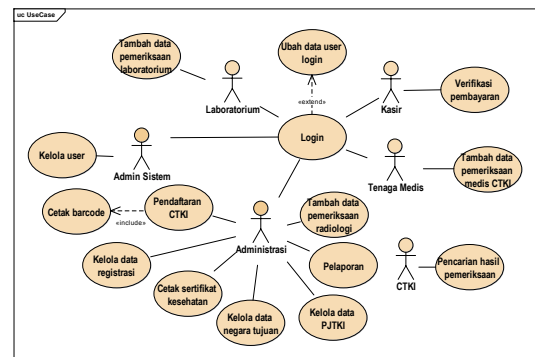 uc UseCase
Tambah data
pemeriksaan
laboratorium
Laboratorium
Ubah data user
login
«extend»
Kasir
Verifikasi
pembayaran
Login
Kelola user
Admin Sistem
Tenaga Medis
Tambah data
pemeriksaan
medis CTKI
Cetak barcode
«include»
Pendaftaran
CTKI
Administrasi
Tambah data
pemeriksaan
radiologi
Kelola data
registrasi
Pelaporan
CTKI
Pencarian hasil
pemeriksaan
Cetak sertifikat
kesehatan
Kelola data
negara tujuan
Kelola data
PJTKI